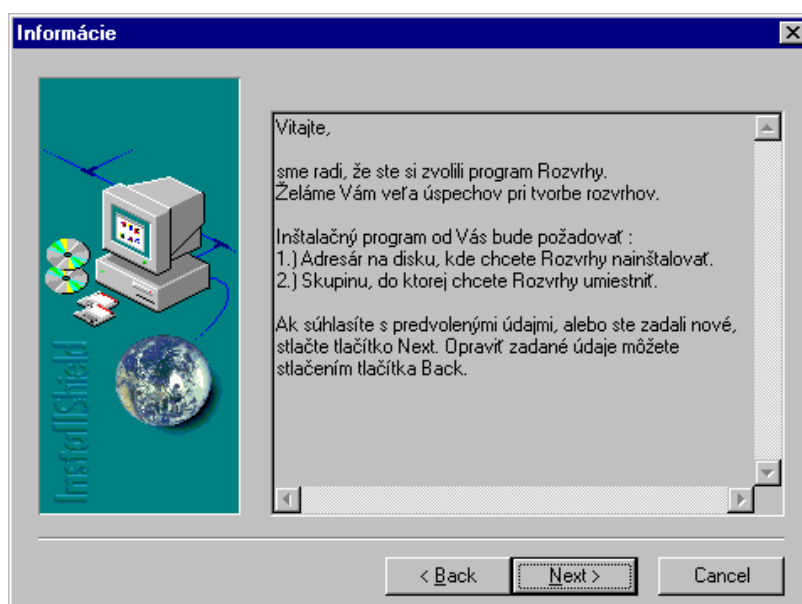 Informácie
Vitajte,
sme radi, že ste si zvolili program Rozvrhy.
Želáme Vám veľa úspechov pri tvorbe rozvrhov.
Inštalačný program od Vás bude požadovať :
1.) Adresár na disku, kde chcete Rozvrhy nainštalovať.
2.) Skupinu, do ktorej chcete Rozvrhy umiestniť.
Ak súhlasíte s predvolenými údajmi, alebo ste zadali nové,
stlačte tlačítko Next. Opraviť zadané údaje môžete
stlačením tlačítka Back.
InstallShield
< Back
Next >
Cancel